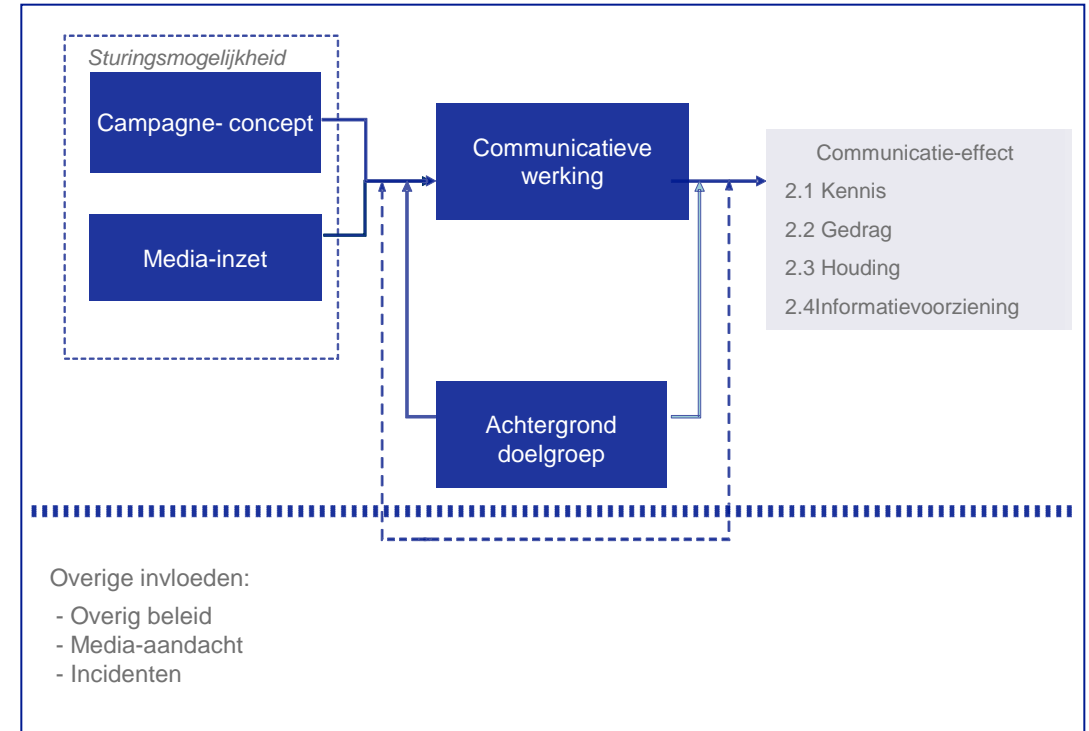 Sturingsmogelijkheid
Campagne- concept
Media-inzet
Communicatieve
werking
Achtergrond
doelgroep
Communicatie-effect
2.1 Kennis
2.2 Gedrag
2.3 Houding
2.4Informatievoorziening
Overige invloeden:
- Overig beleid
- Media-aandacht
- Incidenten